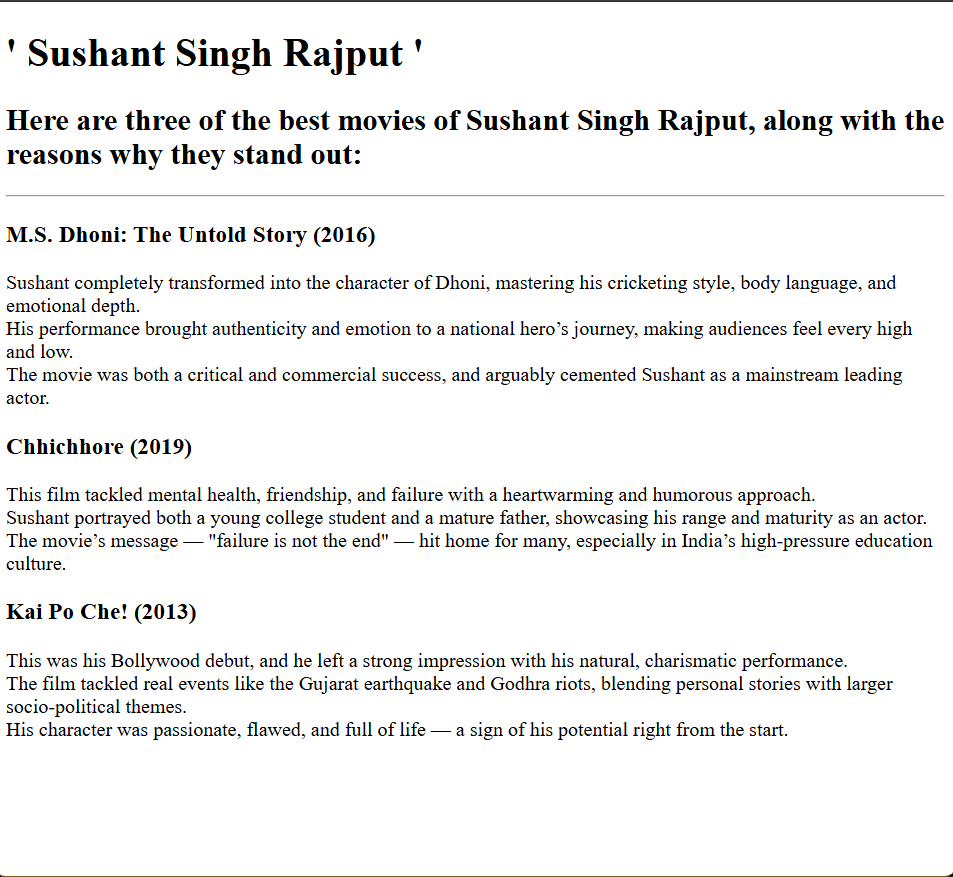 ' Sushant Singh Rajput '
Here are three of the best movies of Sushant Singh Rajput, along with the
reasons why they stand out:
M.S. Dhoni: The Untold Story (2016)
Sushant completely transformed into the character of Dhoni, mastering his cricketing style, body language, and
emotional depth.
His performance brought authenticity and emotion to a national hero’s journey, making audiences feel every high
and low.
The movie was both a critical and commercial success, and arguably cemented Sushant as a mainstream leading
actor.
Chhichhore (2019)
This film tackled mental health, friendship, and failure with a heartwarming and humorous approach.
Sushant portrayed both a young college student and a mature father, showcasing his range and maturity as an actor.
The movie’s message — "failure is not the end" — hit home for many, especially in India’s high-pressure education
culture.
Kai Po Che! (2013)
This was his Bollywood debut, and he left a strong impression with his natural, charismatic performance.
The film tackled real events like the Gujarat earthquake and Godhra riots, blending personal stories with larger
socio-political themes.
His character was passionate, flawed, and full of life — a sign of his potential right from the start.